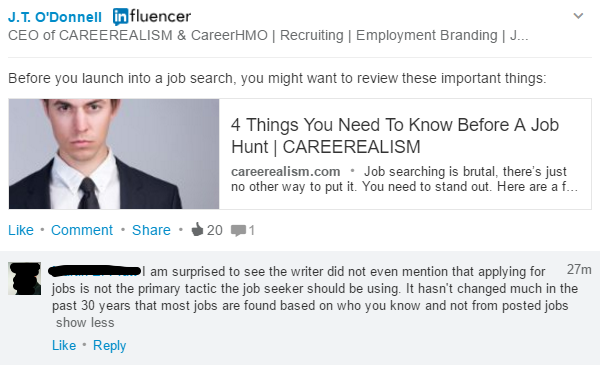 J.T. O'Donnell influencer
CEO of CAREEREALISM & CareerHMO | Recruiting | Employment Branding | J...
Before you launch into a job search, you might want to review these important things:
4 Things You Need To Know Before A Job
Hunt | CAREEREALISM
careerealism.com • Job searching is brutal, there's just
no other way to put it. You need to stand out. Here are a f...
Like • Comment • Share • 20 1
I am surprised to see the writer did not even mention that applying for 27m
jobs is not the primary tactic the job seeker should be using. It hasn't changed much in the
past 30 years that most jobs are found based on who you know and not from posted jobs
show less
Like • Reply